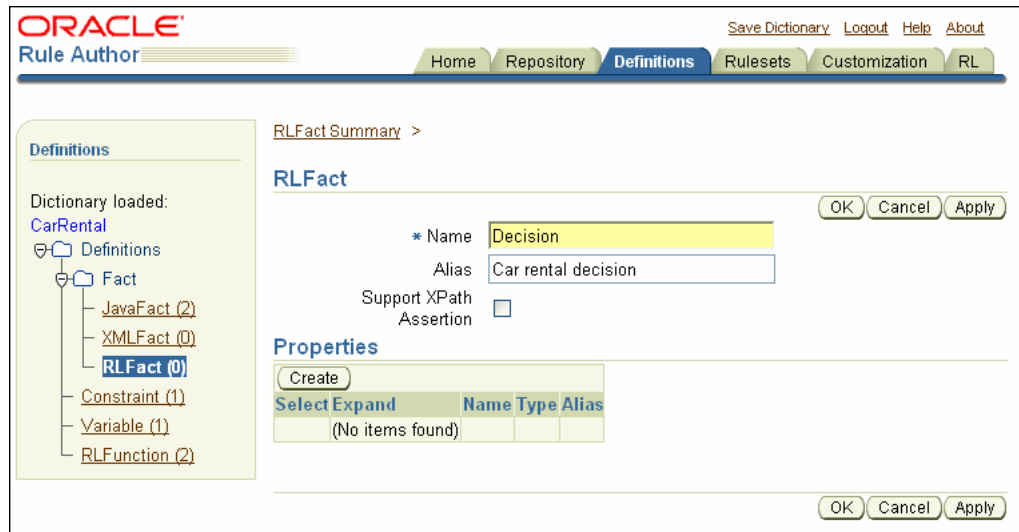 ORACLE
Rule Author
Save Dictionary Logout Help About
Home Repository Definitions Rulesets Customization RL
Definitions
Dictionary loaded:
CarRental
Definitions
Fact
JavaFact (2)
XMLFact (0)
RLFact (0)
Constraint (1)
Variable (1)
RLFunction (2)
RLFact Summary >
RLFact
OK Cancel Apply
* Name Decision
Alias Car rental decision
Support XPath
Assertion
Properties
Create
Select Expand Name Type Alias
(No items found)
OK Cancel Apply